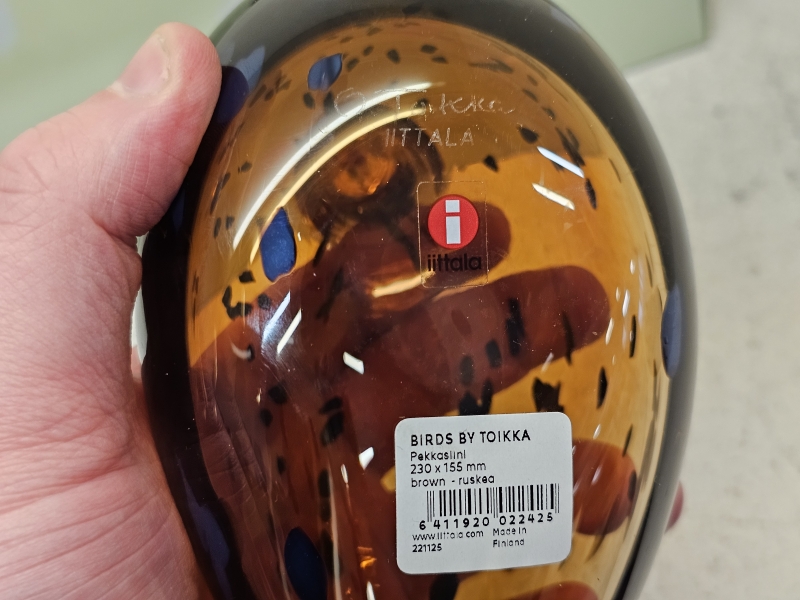 O. Toikka
IITTALA
i
iittala
BIRDS BY TOIKKA
Pekkasiini
230 x 155 mm
brown - ruskea
6 411920 022425
www.iittala.com Made in
221125 Finland